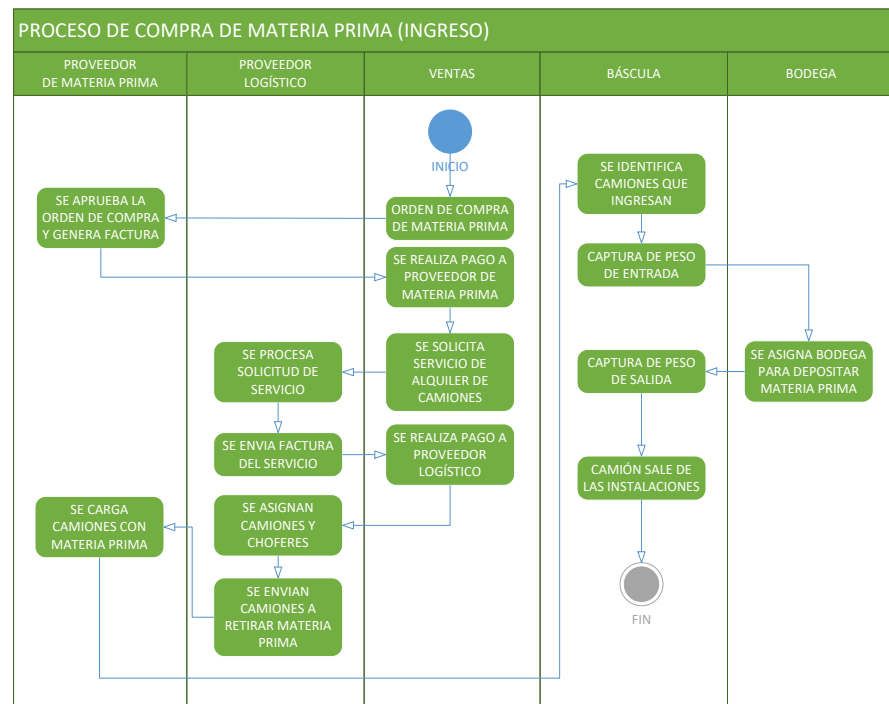 PROCESO DE COMPRA DE MATERIA PRIMA (INGRESO)
PROVEEDOR
DE MATERIA PRIMA
PROVEEDOR
LOGÍSTICO
VENTAS
BÁSCULA
BODEGA
INICIO
ORDEN DE COMPRA
DE MATERIA PRIMA
SE APRUEBA LA
ORDEN DE COMPRA
Y GENERA FACTURA
SE REALIZA PAGO A
PROVEEDOR DE
MATERIA PRIMA
SE SOLICITA
SERVICIO DE
ALQUILER DE
CAMIONES
SE PROCESA
SOLICITUD DE
SERVICIO
SE ENVIA FACTURA
DEL SERVICIO
SE REALIZA PAGO A
PROVEEDOR
LOGÍSTICO
SE ASIGNAN
CAMIONES Y
CHOFERES
SE ENVIAN
CAMIONES A
RETIRAR MATERIA
PRIMA
SE CARGA
CAMIONES CON
MATERIA PRIMA
SE IDENTIFICA
CAMIONES QUE
INGRESAN
CAPTURA DE PESO
DE ENTRADA
SE ASIGNA BODEGA
PARA DEPOSITAR
MATERIA PRIMA
CAPTURA DE PESO
DE SALIDA
CAMIÓN SALE DE
LAS INSTALACIONES
FIN